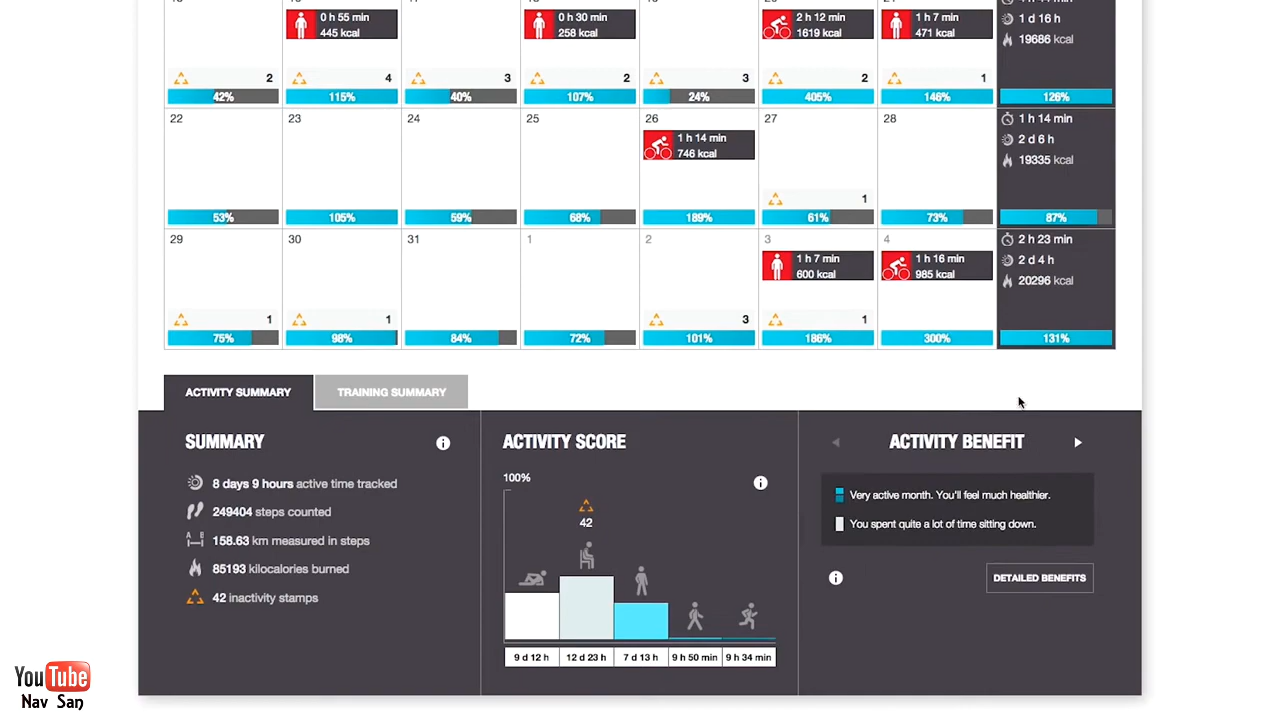 0 h 55 min
445 kcal
0 h 30 min
258 kcal
2 h 12 min
1619 kcal
1 h 7 min
471 kcal
1 d 16 h
19686 kcal
2
4
3
2
3
2
1
42%
115%
40%
107%
24%
405%
146%
126%
22
23
24
25
26
27
28
1 h 14 min
1 h 14 min
746 kcal
2 d 6 h
19335 kcal
1
53%
105%
59%
68%
189%
61%
73%
87%
29
30
31
1
2
3
4
2 h 23 min
1 h 7 min
600 kcal
1 h 16 min
985 kcal
2 d 4 h
20296 kcal
1
1
3
1
75%
98%
84%
72%
101%
186%
300%
131%
ACTIVITY SUMMARY
TRAINING SUMMARY
SUMMARY
8 days 9 hours active time tracked
249404 steps counted
158.63 km measured in steps
85193 kilocalories burned
42 inactivity stamps
ACTIVITY SCORE
100%
42
9 d 12 h
12 d 23 h
7 d 13 h
9 h 50 min
9 h 34 min
ACTIVITY BENEFIT
Very active month. You'll feel much healthier.
You spent quite a lot of time sitting down.
DETAILED BENEFITS
YouTube
Nav San